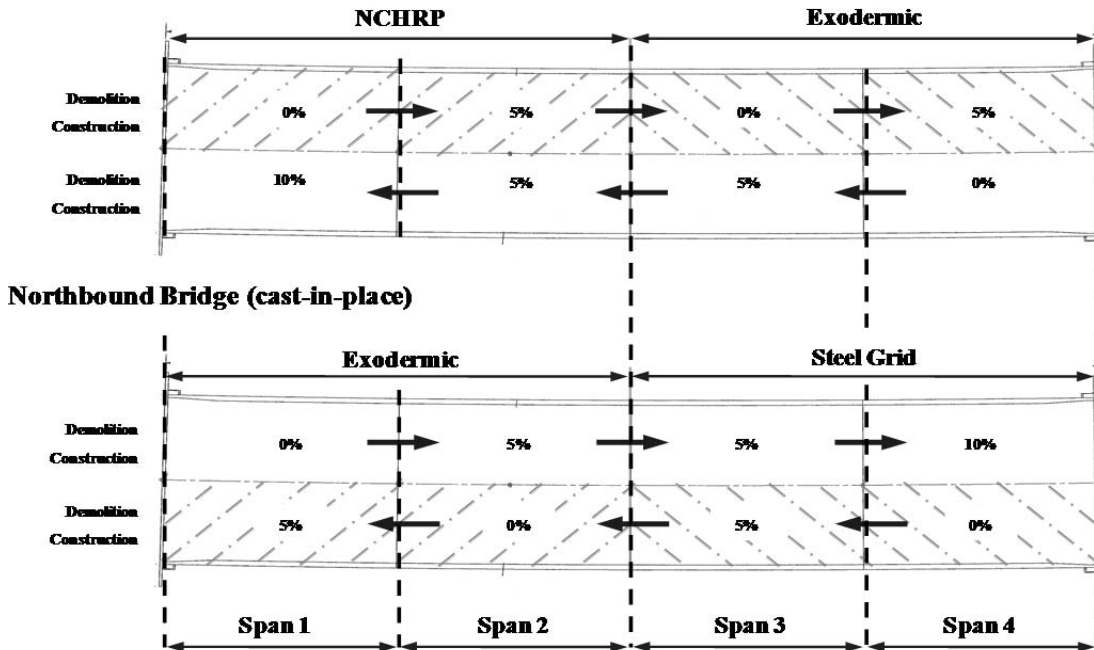 NCHRP Exodermic
Demolition
Construction
0% 5% 0% 5%
Demolition
Construction
10% 5% 5% 0%
Northbound Bridge (cast-in-place)
Exodermic Steel Grid
Demolition
Construction
0% 5% 5% 10%
Demolition
Construction
5% 0% 5% 0%
Span 1 Span 2 Span 3 Span 4